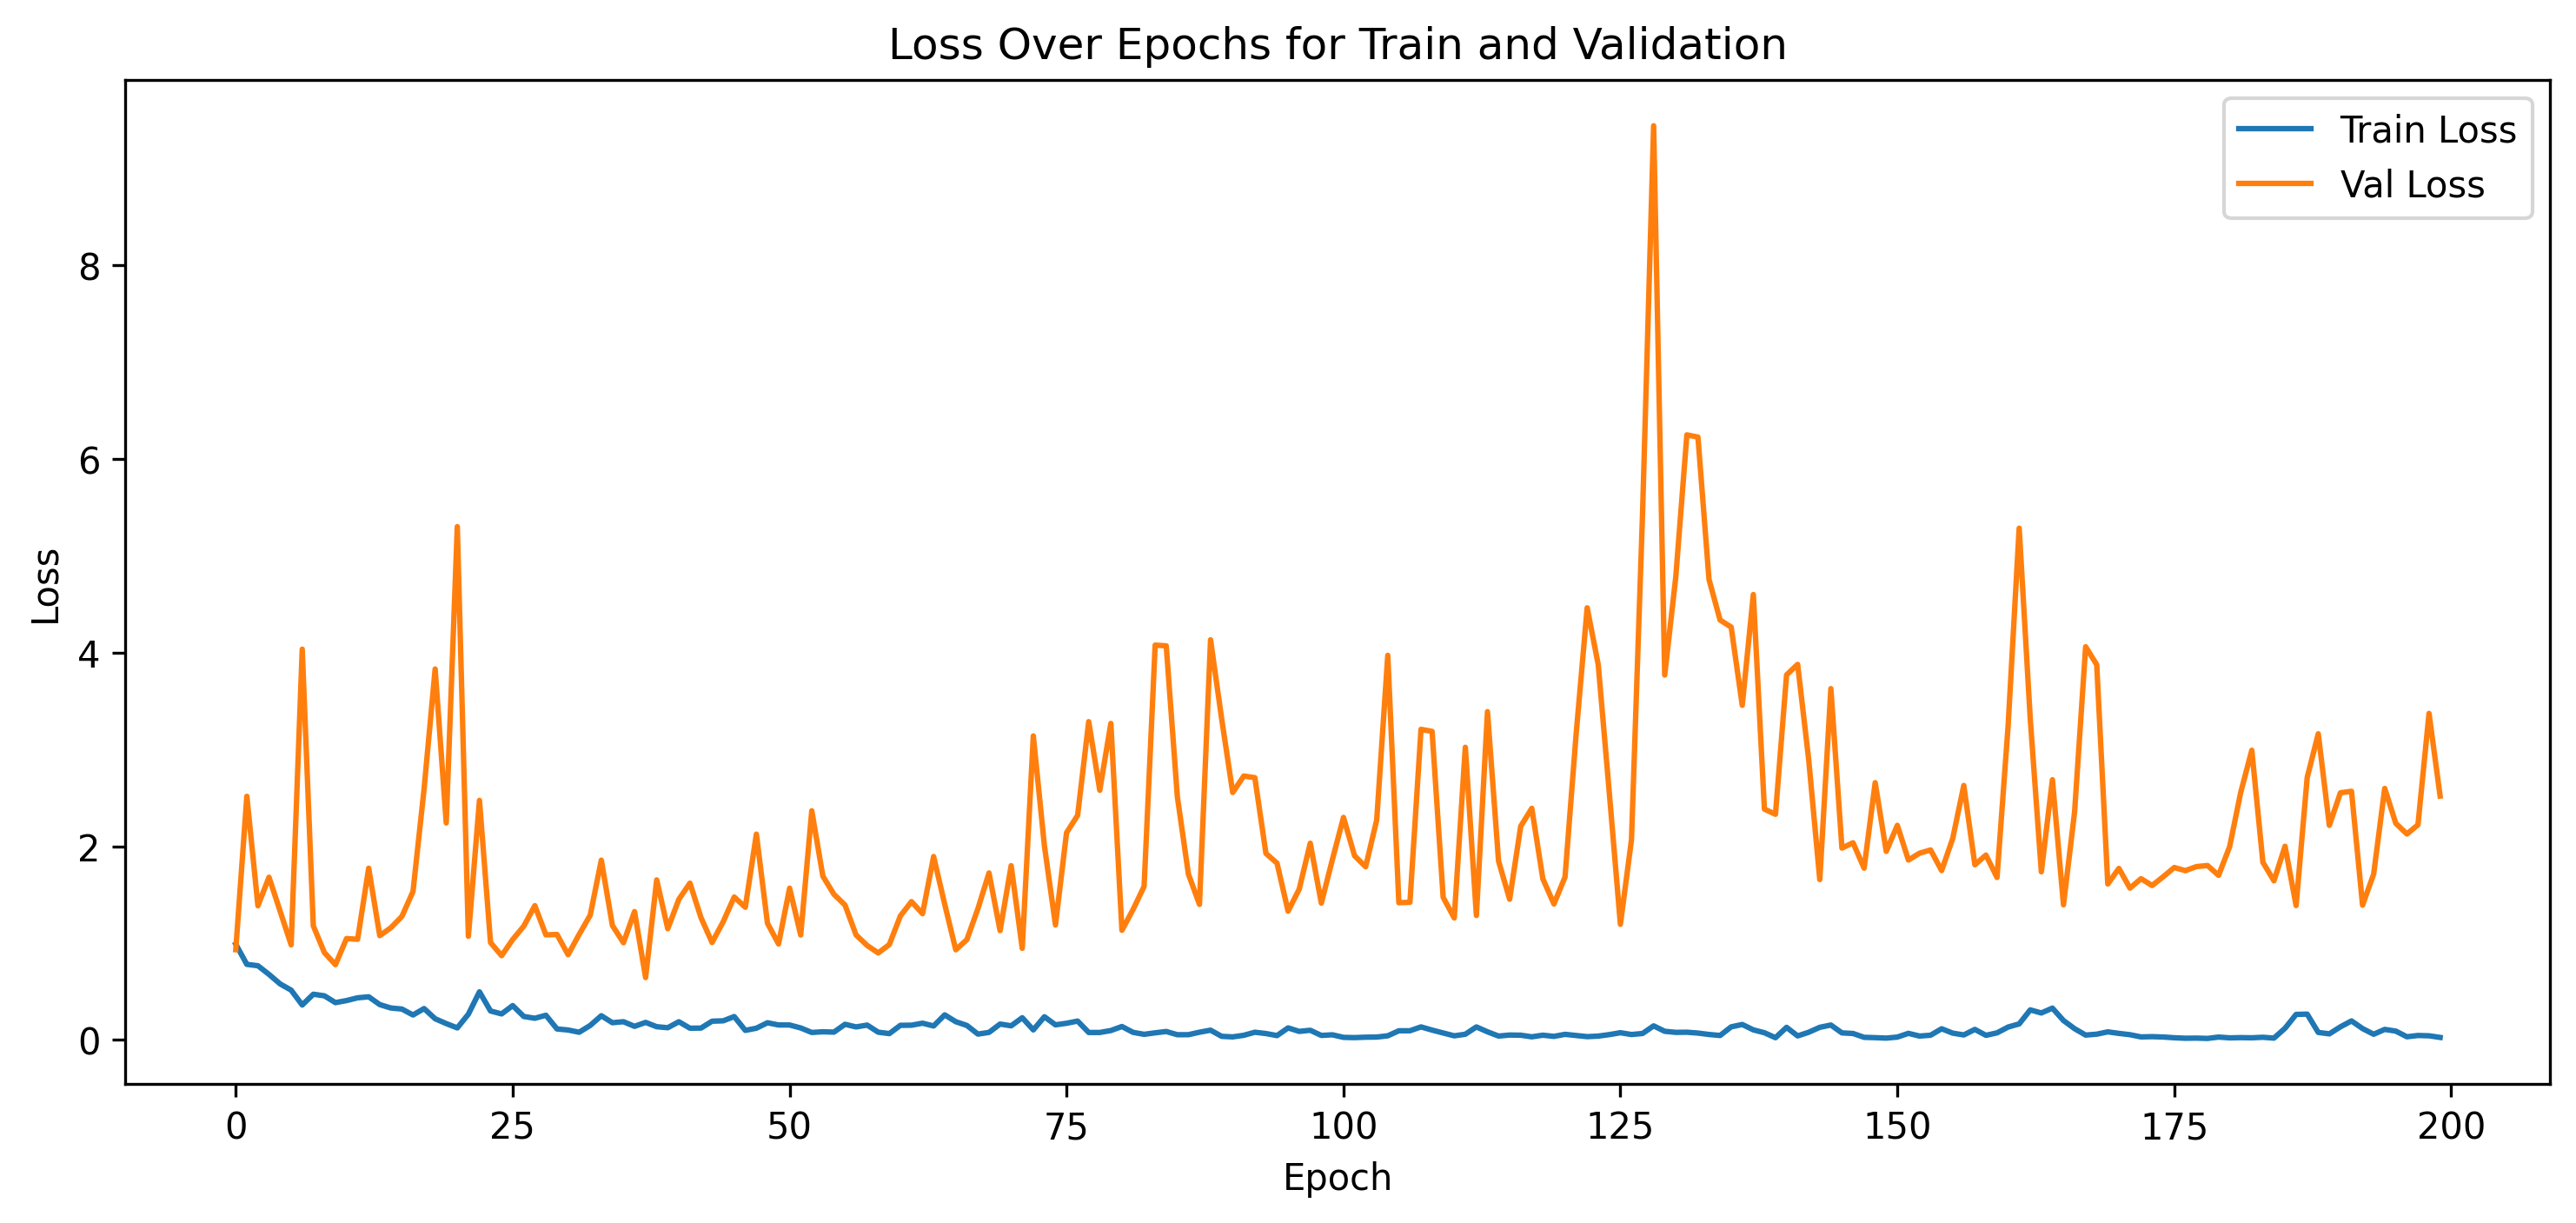 Loss Over Epochs for Train and Validation
Train Loss
Val Loss
8
6
4
2
0
Loss
0 25 50 75 100 125 150 175 200
Epoch